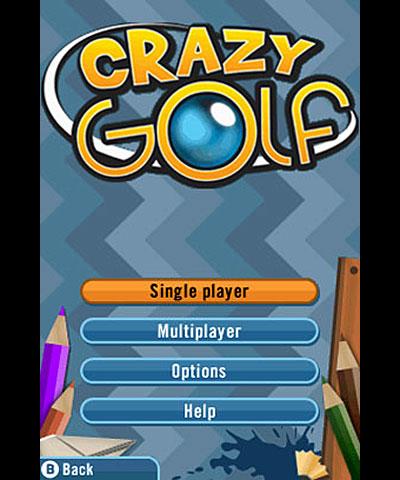 CRAZY
GOLF
Single player
Multiplayer
Options
Help
B Back